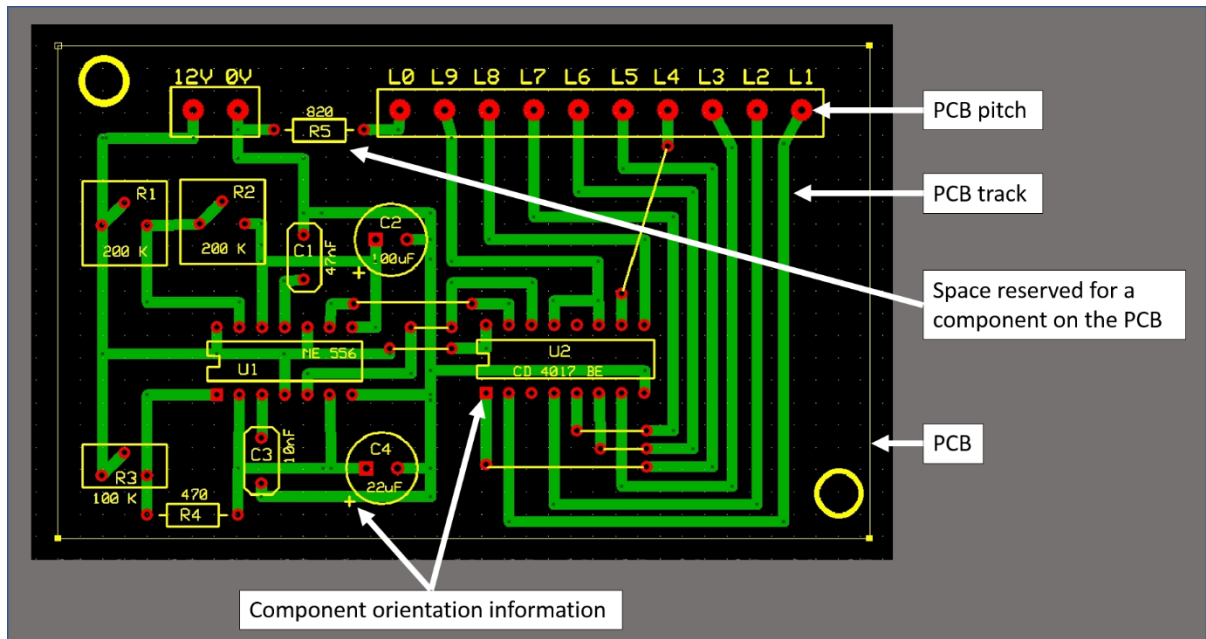 12V 0V
L0 L9 L8 L7 L6 L5 L4 L3 L2 L1
PCB pitch
820
R5
PCB track
R1
R2
200 K
200 K
C1
47nF
C2
100uF
+
Space reserved for a
component on the PCB
NE 556
U1
U2
CD 4017 BE
PCB
R3
100 K
C3
10nF
C4
22uF
+
470
R4
Component orientation information